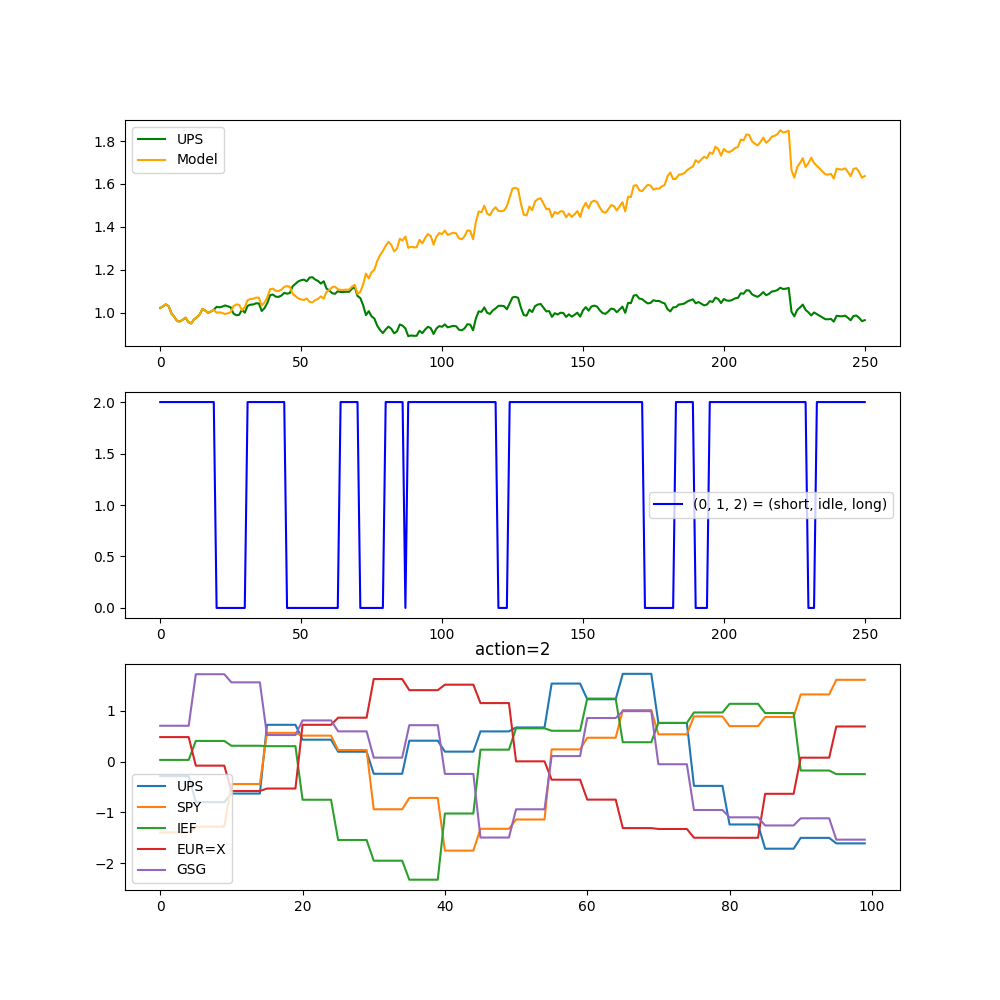 1.8
1.6
1.4
1.2
1.0
UPS
Model
0 50 100 150 200 250
2.0
1.5
1.0
0.5
0.0
(0, 1, 2) = (short, idle, long)
0 50 100 150 200 250
action=2
1
0
−1
−2
UPS
SPY
IEF
EUR=X
GSG
0 20 40 60 80 100